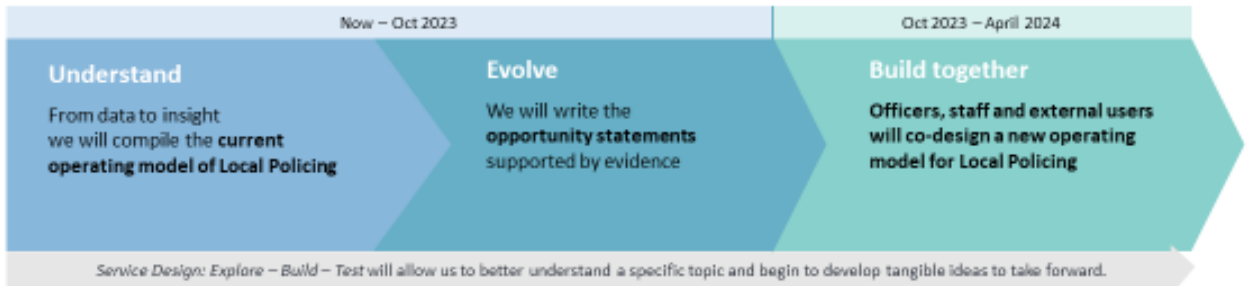 Now – Oct 2023
Oct 2023 – April 2024
Understand
From data to insight
we will compile the current
operating model of Local Policing
Evolve
We will write the
opportunity statements
supported by evidence
Build together
Officers, staff and external users
will co-design a new operating
model for Local Policing
Service Design: Explore – Build – Test will allow us to better understand a specific topic and begin to develop tangible ideas to take forward.